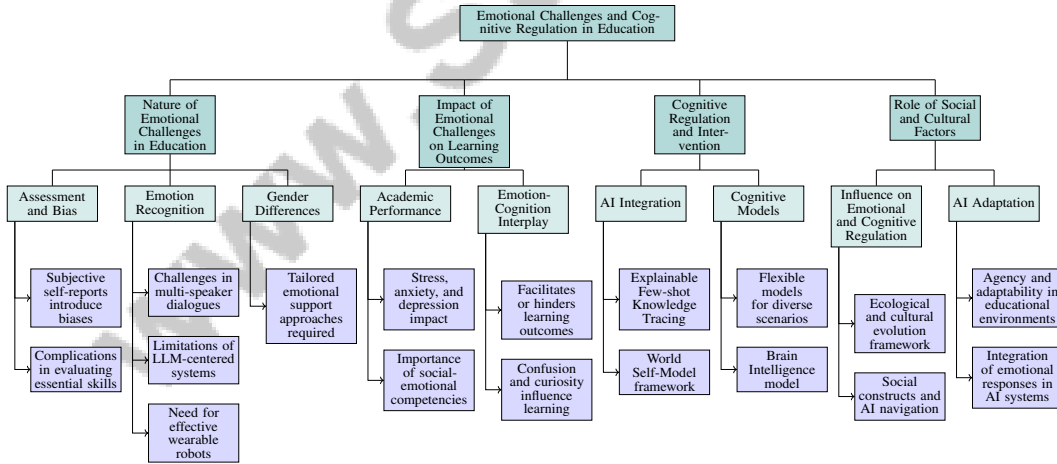 Emotional Challenges and Cog-
nitive Regulation in Education
Nature of
Emotional
Challenges
in Education
Impact of
Emotional
Challenges
on Learning
Outcomes
Cognitive
Regulation
and Inter-
vention
Role of Social
and Cultural
Factors
Assessment
and Bias
Emotion
Recognition
Gender
Differences
Academic
Performance
Emotion-
Cognition
Interplay
AI Integration
Cognitive
Models
Influence on
Emotional
and Cognitive
Regulation
AI Adaptation
Subjective
self-reports
introduce
biases
Complications
in evaluating
essential skills
Challenges in
multi-speaker
dialogues
Limitations of
LLM-centered
systems
Need for
effective
wearable
robots
Tailored
emotional
support
approaches
required
Stress,
anxiety, and
depression
impact
Importance of
social-
emotional
competencies
Facilitates
or hinders
learning
outcomes
Confusion
and curiosity
influence
learning
Explainable
Few-shot
Knowledge
Tracing
World
Self-Model
framework
Flexible
models
for diverse
scenarios
Brain
Intelligence
model
Ecological
and cultural
evolution
framework
Social
constructs and
AI navigation
Agency and
adaptability in
educational
environments
Integration
of emotional
responses in
AI systems
www.s